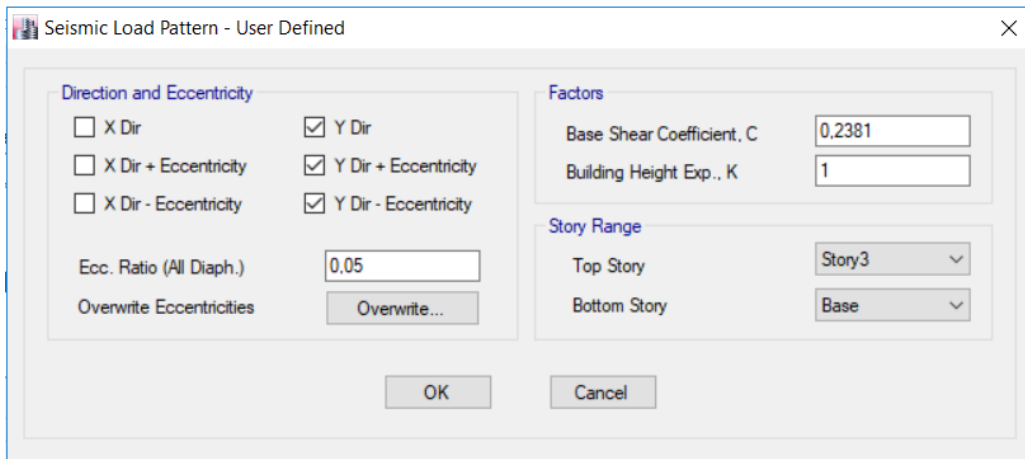 Seismic Load Pattern - User Defined
Direction and Eccentricity
X Dir
Y Dir
X Dir + Eccentricity
Y Dir + Eccentricity
X Dir - Eccentricity
Y Dir - Eccentricity
Ecc. Ratio (All Diaph.)
0,05
Overwrite Eccentricities
Overwrite...
Factors
Base Shear Coefficient, C
0,2381
Building Height Exp., K
1
Story Range
Top Story
Story3
Bottom Story
Base
OK
Cancel